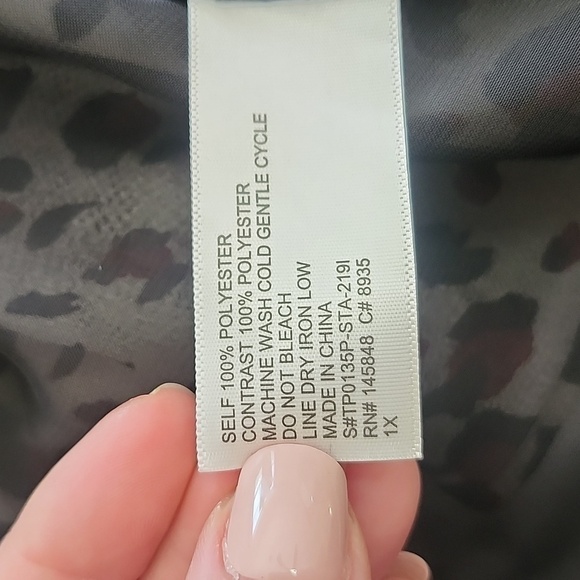 SELF 100% POLYESTER
CONTRAST 100% POLYESTER
MACHINE WASH COLD GENTLE CYCLE
DO NOT BLEACH
LINE DRY IRON LOW
MADE IN CHINA
S#TP0135P-STA-219I
RN# 145848 C# 8935
1X